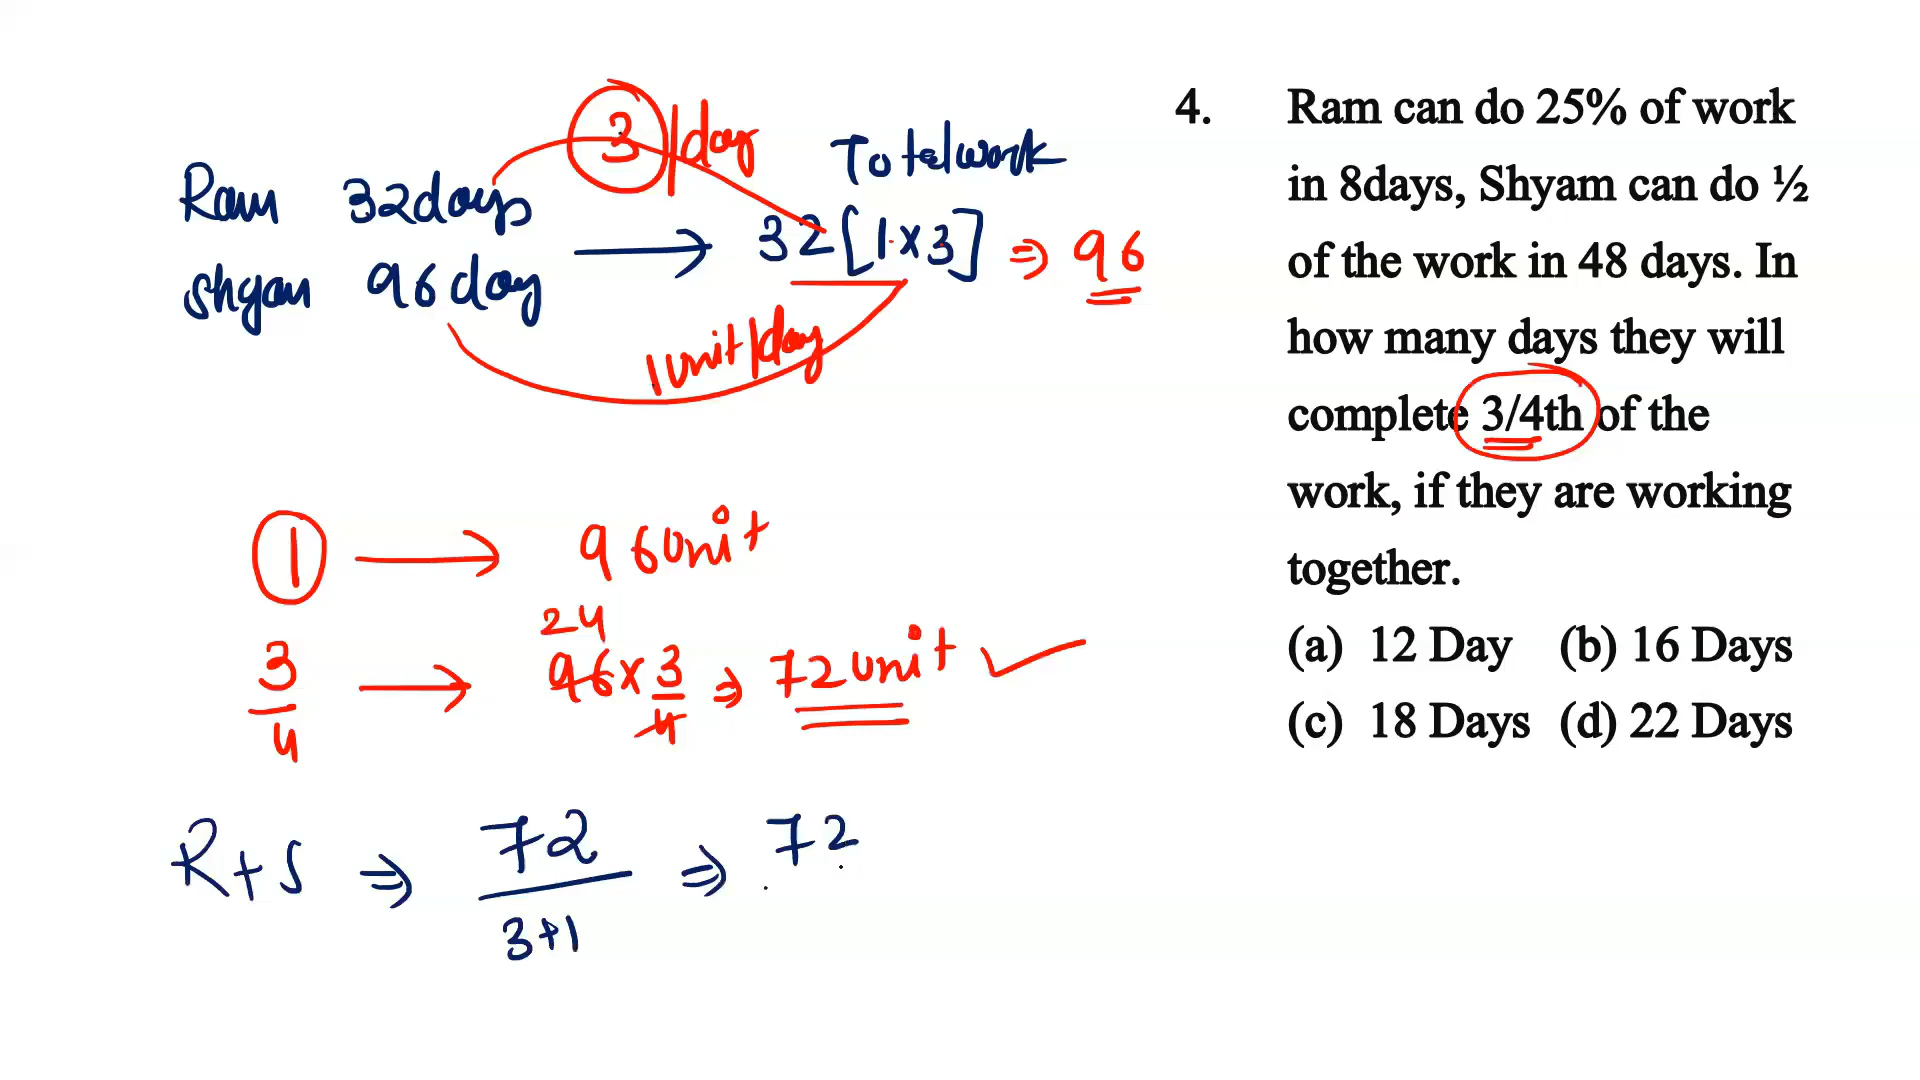 3/day
Total work
Ram 32days
shyam 96day
→ 32[1×3] ⇒ 96
1unit/day
1 → 96unit
24
3/4 → 96×3/4 ⇒ 72unit ✓
R+S ⇒ 72/3+1 ⇒ 72
4. Ram can do 25% of work
in 8days, Shyam can do ½
of the work in 48 days. In
how many days they will
complete 3/4th of the
work, if they are working
together.
(a) 12 Day (b) 16 Days
(c) 18 Days (d) 22 Days